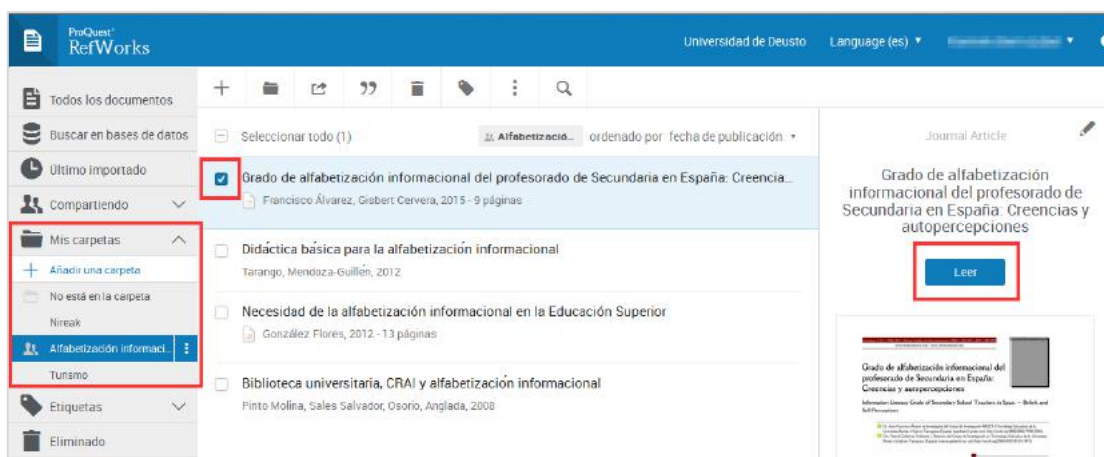 ProQuest®
RefWorks
Universidad de Deusto Language (es)
Todos los documentos
Buscar en bases de datos
Último importado
Compartiendo
Mis carpetas
Añadir una carpeta
No está en la carpeta
Nireak
Alfabetización informaci...
Turismo
Etiquetas
Eliminado
Seleccionar todo (1) Alfabetizació... ordenado por fecha de publicación
Grado de alfabetización informacional del profesorado de Secundaria en España: Creencia...
Francisco Álvarez, Gisbert Cervera, 2015 - 9 páginas
Didáctica básica para la alfabetización informacional
Tarango, Mendoza-Guillén, 2012
Necesidad de la alfabetización informacional en la Educación Superior
González Flores, 2012 - 13 páginas
Biblioteca universitaria, CRAI y alfabetización informacional
Pinto Molina, Sales Salvador, Osorio, Anglada, 2008
Journal Article
Grado de alfabetización
informacional del profesorado de
Secundaria en España: Creencias y
autopercepciones
Leer
Grado de alfabetización informacional del
profesorado de Secundaria en España:
Creencias y autopercepciones